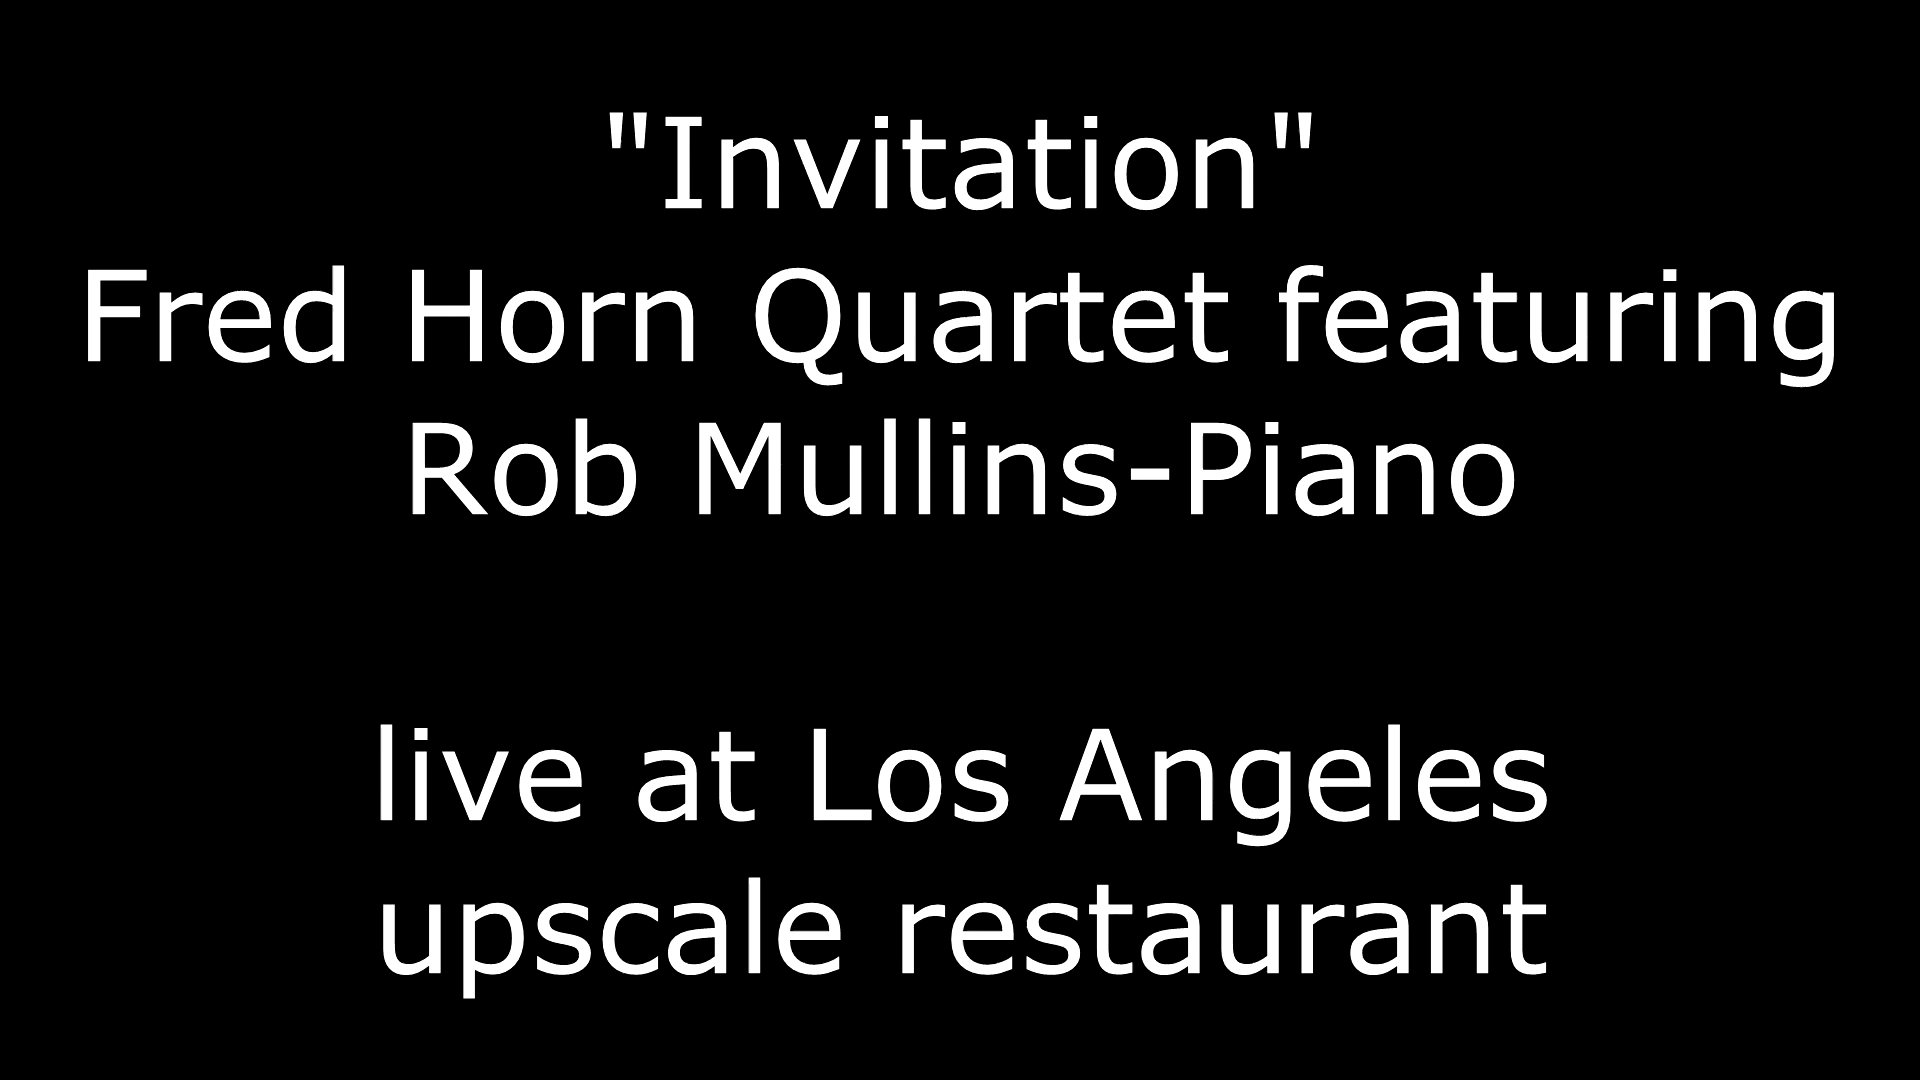 "Invitation"
Fred Horn Quartet featuring
Rob Mullins-Piano
live at Los Angeles
upscale restaurant